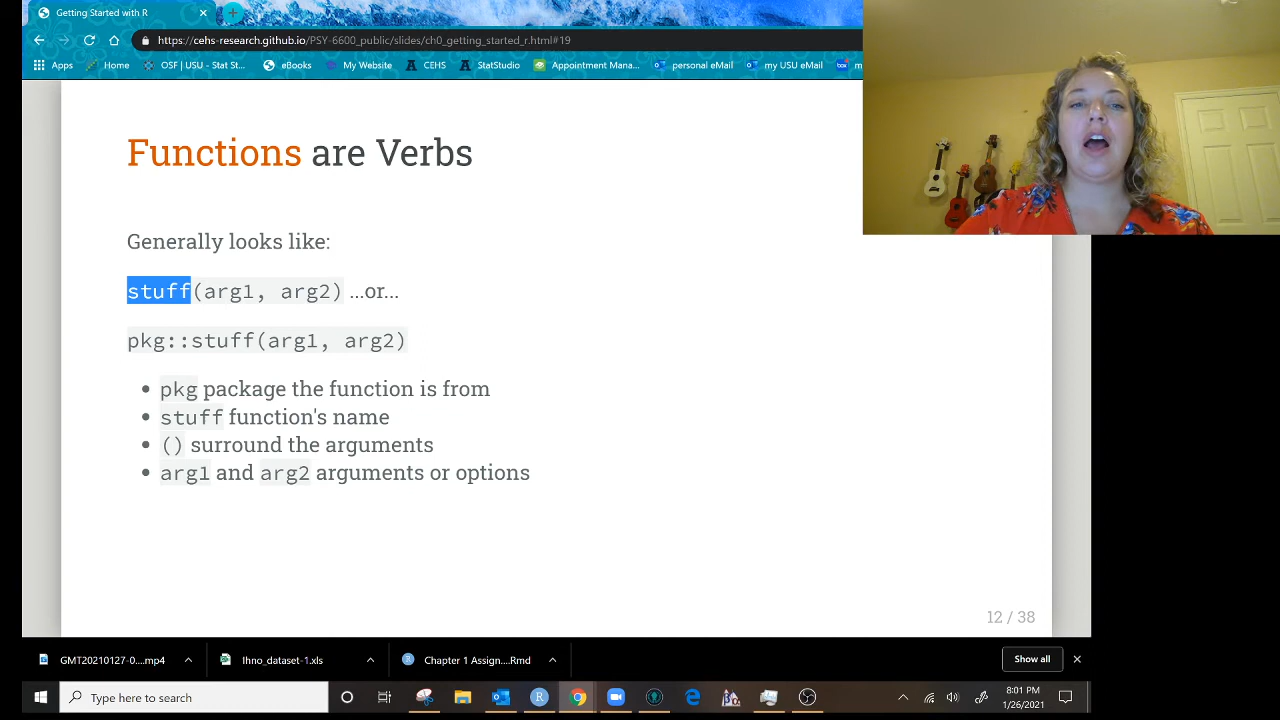 Getting Started with R
https://cehs-research.github.io/PSY-6600_public/slides/ch0_getting_started_r.html#19
Apps Home OSF | USU - Stat St... eBooks My Website CEHS StatStudio Appointment Mana... personal eMail my USU eMail box m
Functions are Verbs
Generally looks like:
stuff(arg1, arg2) ...or...
pkg::stuff(arg1, arg2)
• pkg package the function is from
• stuff function's name
• () surround the arguments
• arg1 and arg2 arguments or options
12 / 38
GMT20210127-0....mp4 Ihno_dataset-1.xls Chapter 1 Assign....Rmd Show all
Type here to search
8:01 PM
1/26/2021